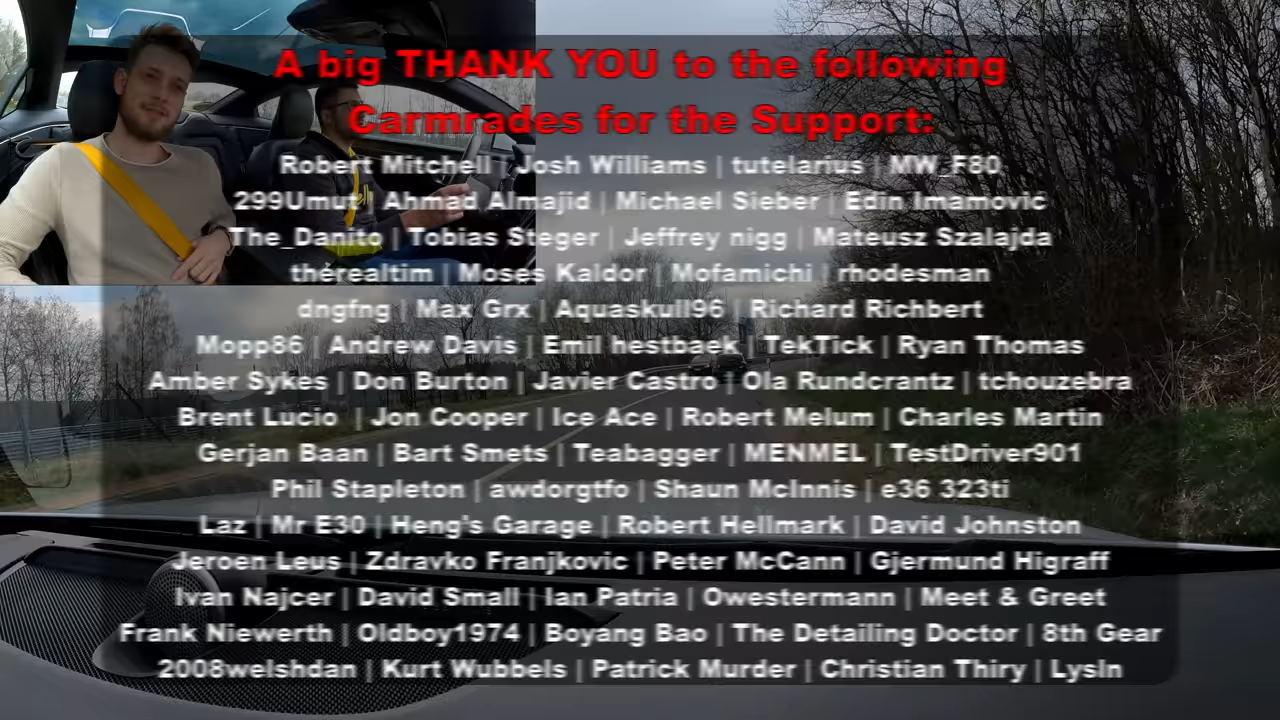 A big THANK YOU to the following
Carmrades for the Support:
Robert Mitchell | Josh Williams | tutelarius | MW_F80
299Umut | Ahmad Almajid | Michael Sieber | Edin Imamović
The_Danito | Tobias Steger | Jeffrey nigg | Mateusz Szalajda
thérealtim | Moses Kaldor | Mofamichi | rhodesman
dngfng | Max Grx | Aquaskull96 | Richard Richbert
Mopp86 | Andrew Davis | Emil hestbaek | TekTick | Ryan Thomas
Amber Sykes | Don Burton | Javier Castro | Ola Rundcrantz | tchouzebra
Brent Lucio | Jon Cooper | Ice Ace | Robert Melum | Charles Martin
Gerjan Baan | Bart Smets | Teabagger | MENMEL | TestDriver901
Phil Stapleton | awdorgtfo | Shaun McInnis | e36 323ti
Laz | Mr E30 | Heng's Garage | Robert Hellmark | David Johnston
Jeroen Leus | Zdravko Franjkovic | Peter McCann | Gjermund Higraff
Ivan Najcer | David Small | Ian Patria | Owestermann | Meet & Greet
Frank Niewerth | Oldboy1974 | Boyang Bao | The Detailing Doctor | 8th Gear
2008welshdan | Kurt Wubbels | Patrick Murder | Christian Thiry | Lysln